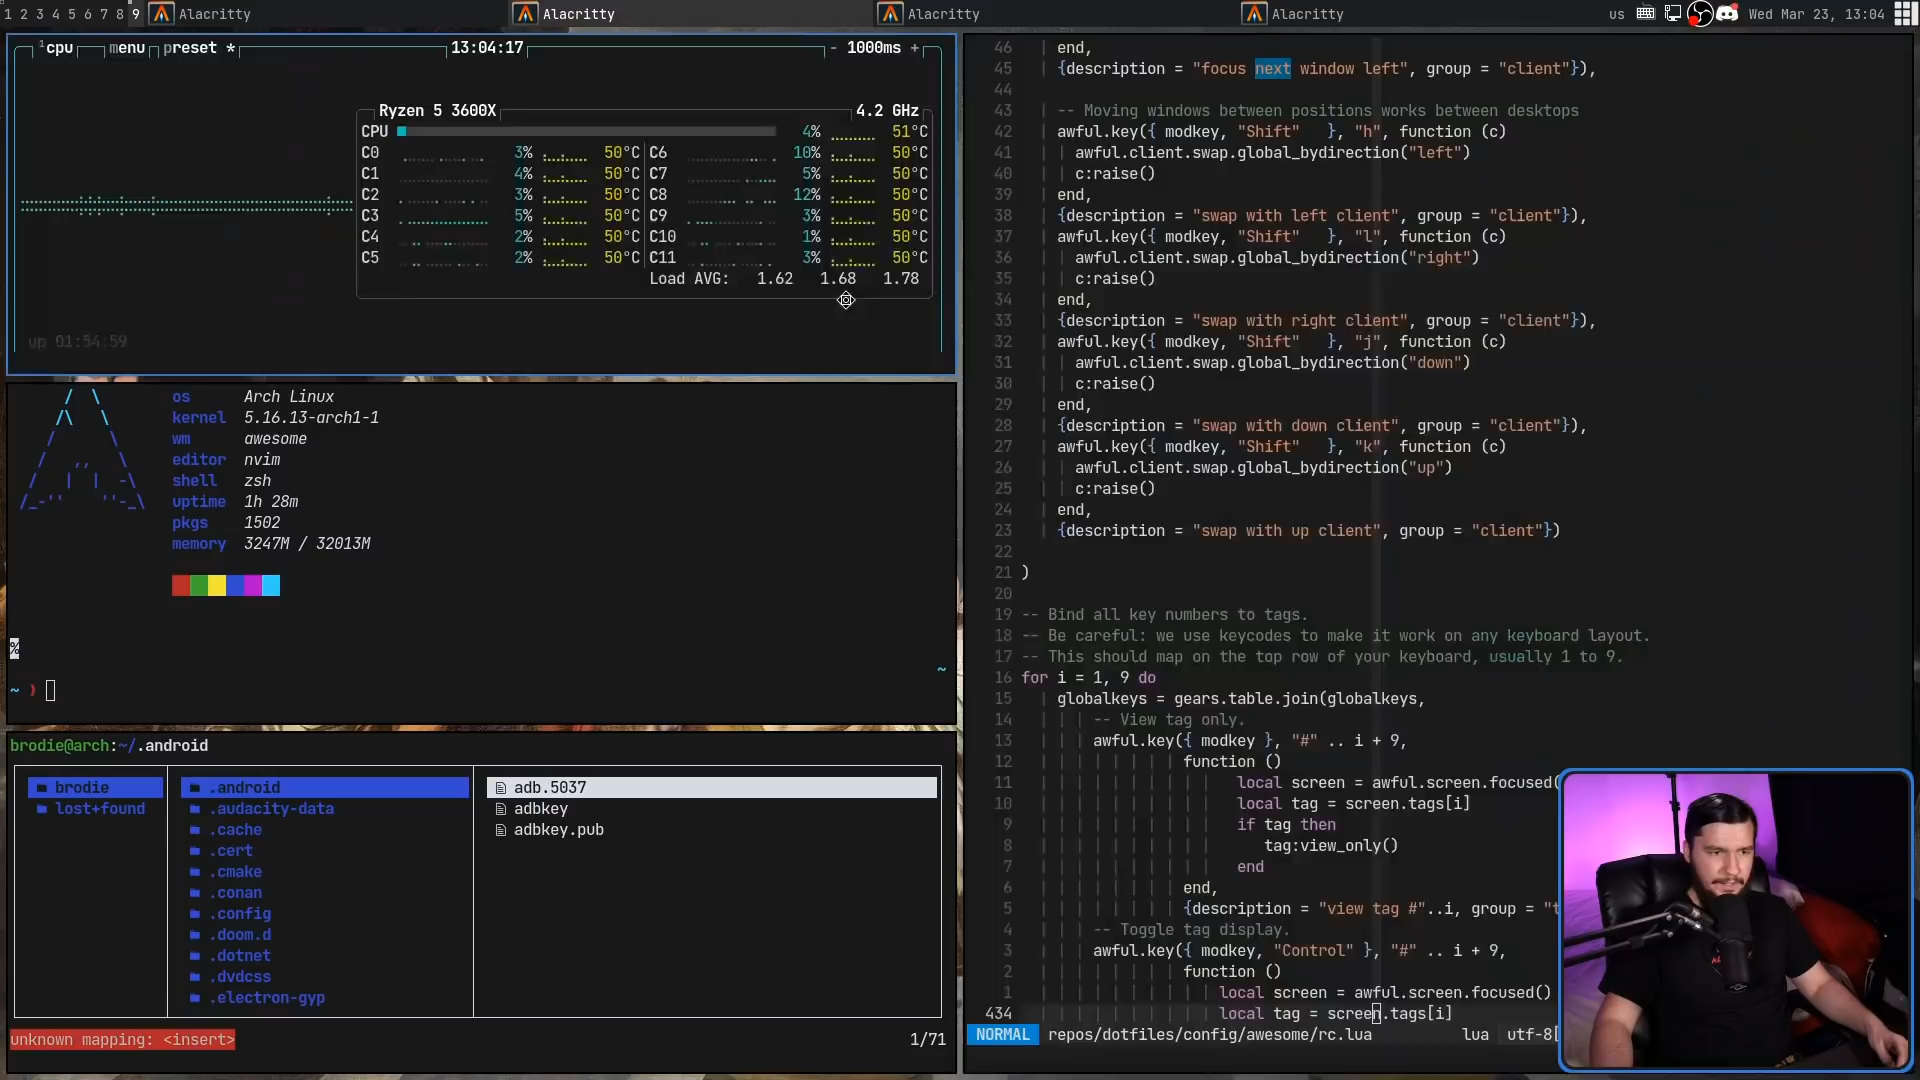 1 2 3 4 5 6 7 8 9 Alacritty Alacritty Alacritty Alacritty us Wed Mar 23, 13:04
¹cpu menu preset * 13:04:17 - 1000ms +
Ryzen 5 3600X 4.2 GHz
CPU 4% 51°C
C0 3% 50°C C6 10% 50°C
C1 4% 50°C C7 5% 50°C
C2 3% 50°C C8 12% 50°C
C3 5% 50°C C9 3% 50°C
C4 2% 50°C C10 1% 50°C
C5 2% 50°C C11 3% 50°C
Load AVG: 1.62 1.68 1.78
up 01:54:59
os Arch Linux
kernel 5.16.13-arch1-1
wm awesome
editor nvim
shell zsh
uptime 1h 28m
pkgs 1502
memory 3247M / 32013M
%
~
~ )
brodie@arch:~/.android
brodie .android adb.5037
lost+found .audacity-data adbkey
.cache adbkey.pub
.cert
.cmake
.conan
.config
.doom.d
.dotnet
.dvdcss
.electron-gyp
unknown mapping: <insert> 1/71
46 end,
45 {description = "focus next window left", group = "client"}),
44
43 -- Moving windows between positions works between desktops
42 awful.key({ modkey, "Shift" }, "h", function (c)
41 awful.client.swap.global_bydirection("left")
40 c:raise()
39 end,
38 {description = "swap with left client", group = "client"}),
37 awful.key({ modkey, "Shift" }, "l", function (c)
36 awful.client.swap.global_bydirection("right")
35 c:raise()
34 end,
33 {description = "swap with right client", group = "client"}),
32 awful.key({ modkey, "Shift" }, "j", function (c)
31 awful.client.swap.global_bydirection("down")
30 c:raise()
29 end,
28 {description = "swap with down client", group = "client"}),
27 awful.key({ modkey, "Shift" }, "k", function (c)
26 awful.client.swap.global_bydirection("up")
25 c:raise()
24 end,
23 {description = "swap with up client", group = "client"})
22
21 )
20
19 -- Bind all key numbers to tags.
18 -- Be careful: we use keycodes to make it work on any keyboard layout.
17 -- This should map on the top row of your keyboard, usually 1 to 9.
16 for i = 1, 9 do
15 globalkeys = gears.table.join(globalkeys,
14 -- View tag only.
13 awful.key({ modkey }, "#" .. i + 9,
12 function ()
11 local screen = awful.screen.focused(
10 local tag = screen.tags[i]
9 if tag then
8 tag:view_only()
7 end
6 end,
5 {description = "view tag #"..i, group = "t
4 -- Toggle tag display.
3 awful.key({ modkey, "Control" }, "#" .. i + 9,
2 function ()
1 local screen = awful.screen.focused()
434 local tag = screen.tags[i]
NORMAL repos/dotfiles/config/awesome/rc.lua lua utf-8[